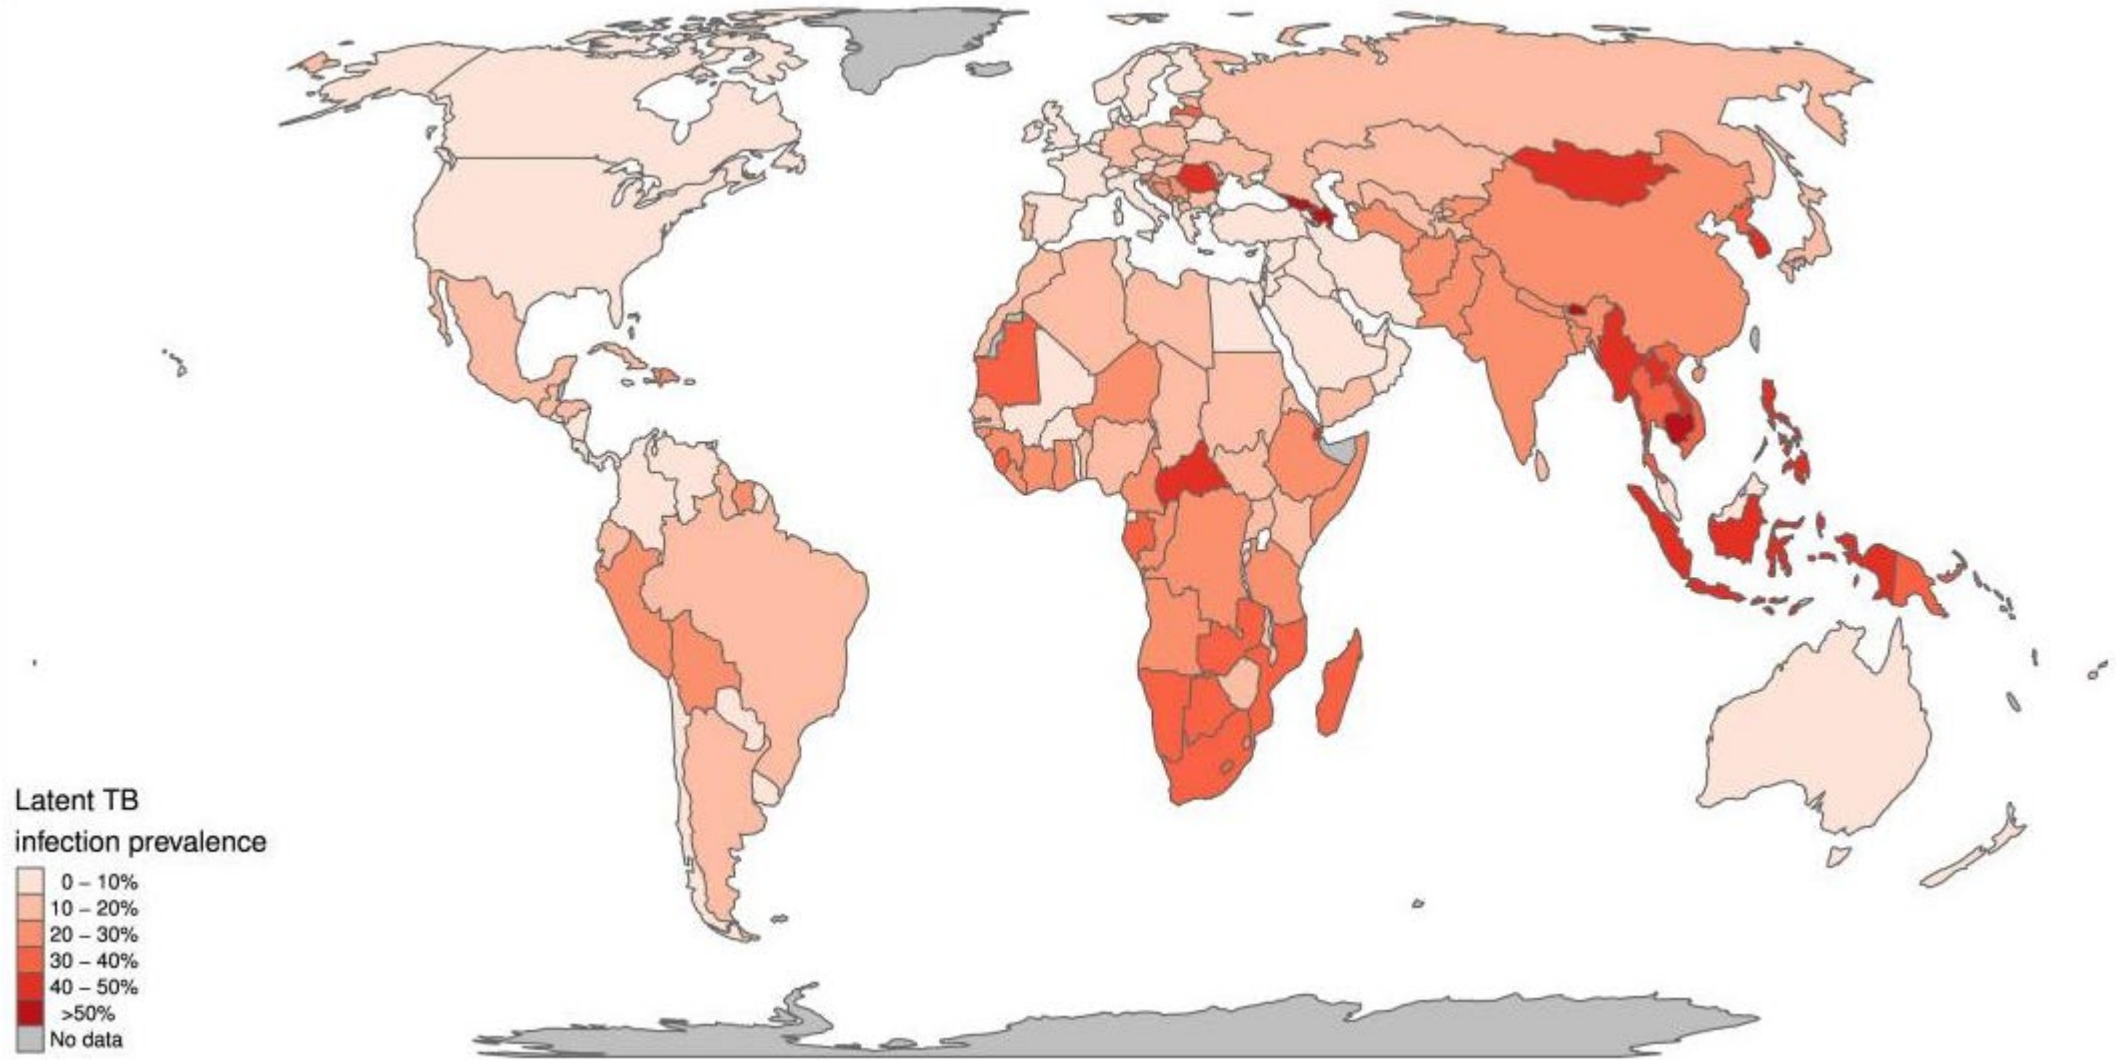 Latent TB
infection prevalence
0 – 10%
10 – 20%
20 – 30%
30 – 40%
40 – 50%
>50%
No data